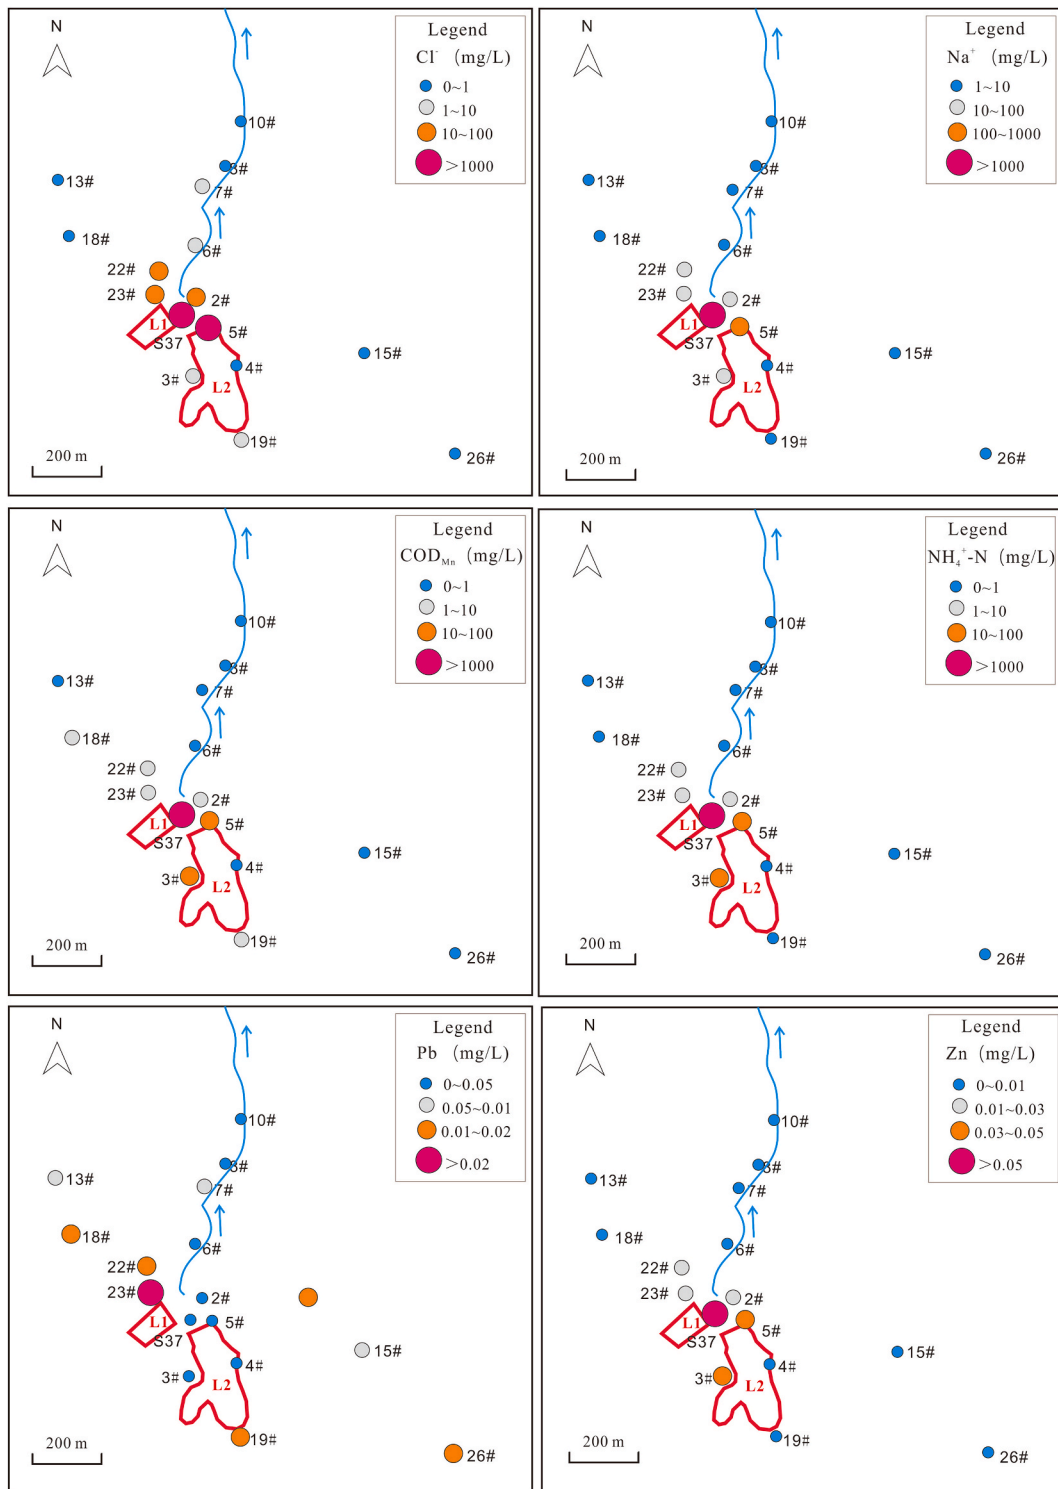 N
Legend
Cl⁻ (mg/L)
0~1
1~10
10~100
>1000
10#
8#
13#
7#
18#
6#
22#
23#
2#
L1
5#
S37
15#
4#
3#
L2
19#
26#
200 m
N
Legend
Na⁺ (mg/L)
1~10
10~100
100~1000
>1000
10#
8#
13#
7#
18#
6#
22#
23#
2#
L1
5#
S37
15#
4#
3#
L2
19#
26#
200 m
N
Legend
COD_Mn (mg/L)
0~1
1~10
10~100
>1000
10#
8#
13#
7#
18#
6#
22#
23#
2#
L1
5#
S37
15#
4#
3#
L2
19#
26#
200 m
N
Legend
NH₄⁺-N (mg/L)
0~1
1~10
10~100
>1000
10#
8#
13#
7#
18#
6#
22#
23#
2#
L1
5#
S37
15#
4#
3#
L2
19#
26#
200 m
N
Legend
Pb (mg/L)
0~0.05
0.05~0.01
0.01~0.02
>0.02
10#
8#
13#
7#
18#
6#
22#
23#
2#
L1
5#
S37
15#
4#
3#
L2
19#
26#
200 m
N
Legend
Zn (mg/L)
0~0.01
0.01~0.03
0.03~0.05
>0.05
10#
8#
13#
7#
18#
6#
22#
23#
2#
L1
5#
S37
15#
4#
3#
L2
19#
26#
200 m